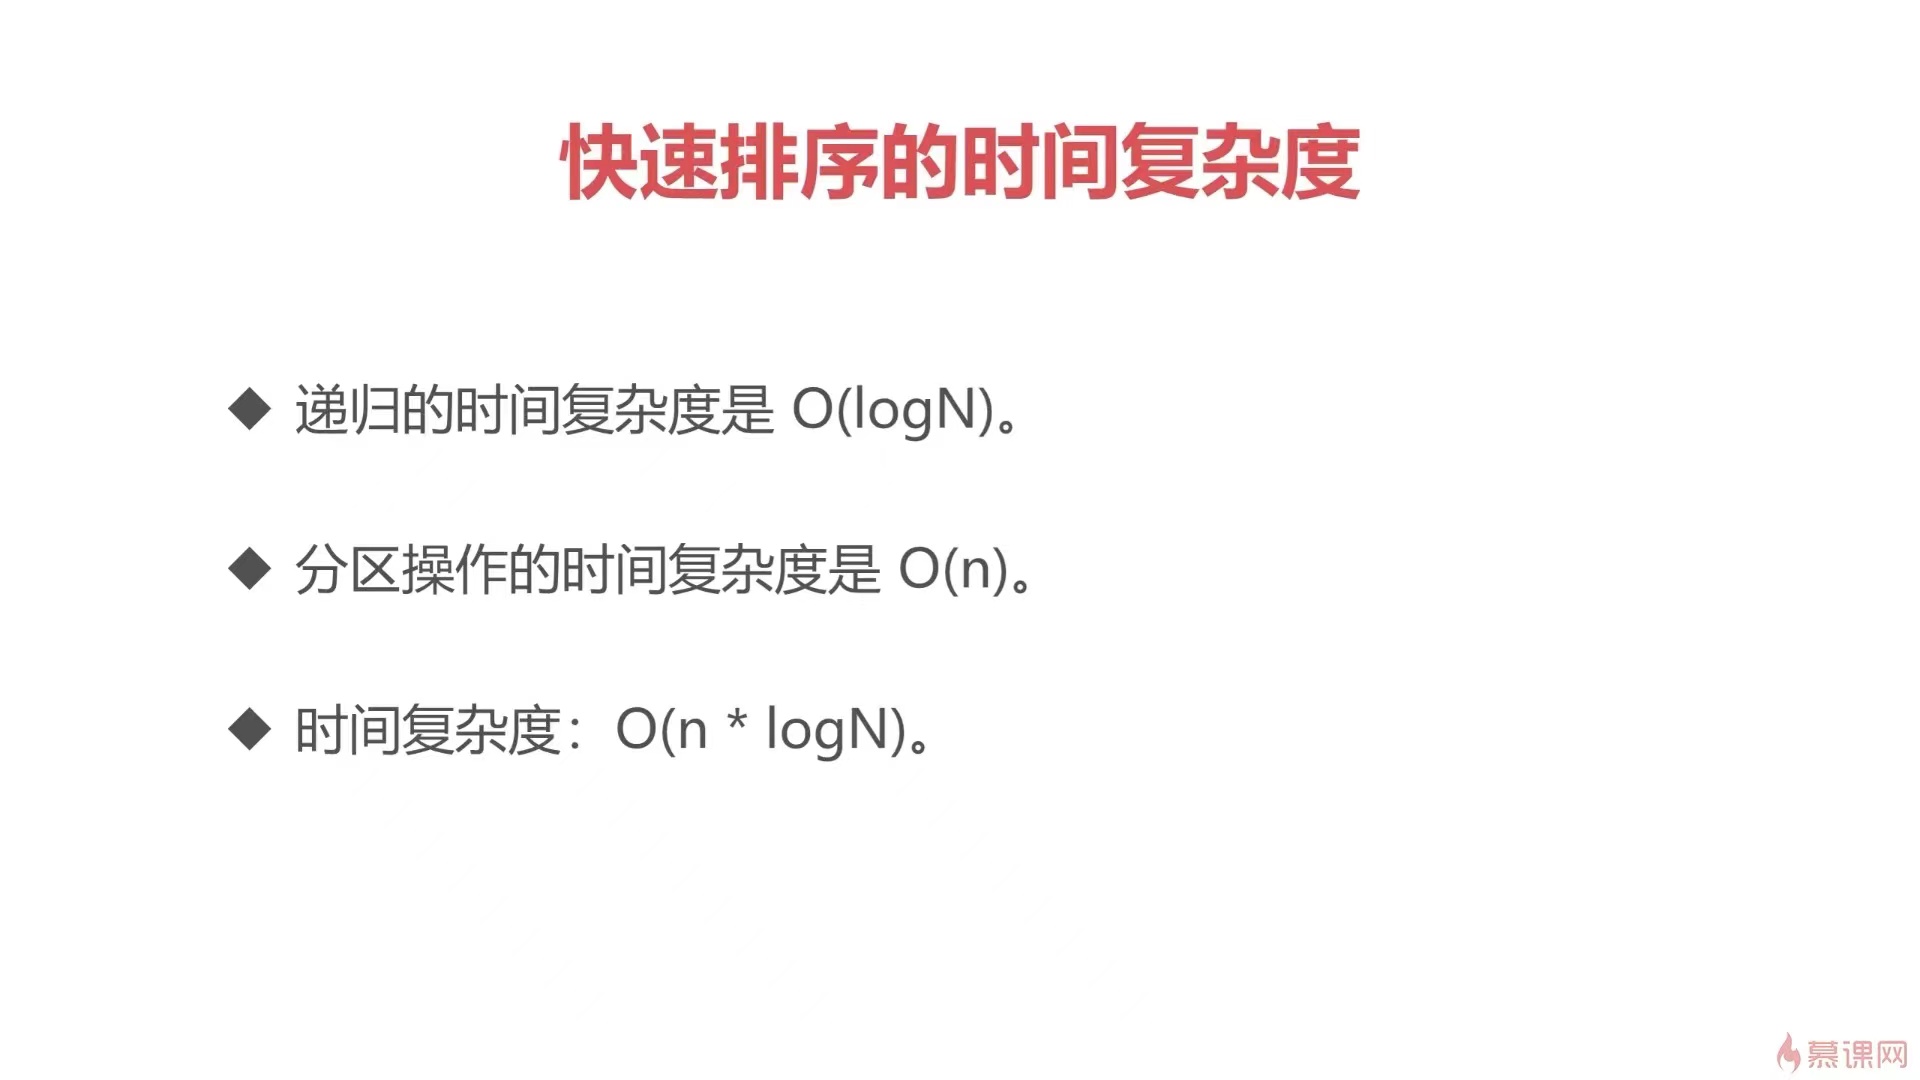 快速排序的时间复杂度
◆ 递归的时间复杂度是 O(logN)。
◆ 分区操作的时间复杂度是 O(n)。
◆ 时间复杂度：O(n * logN)。
慕课网